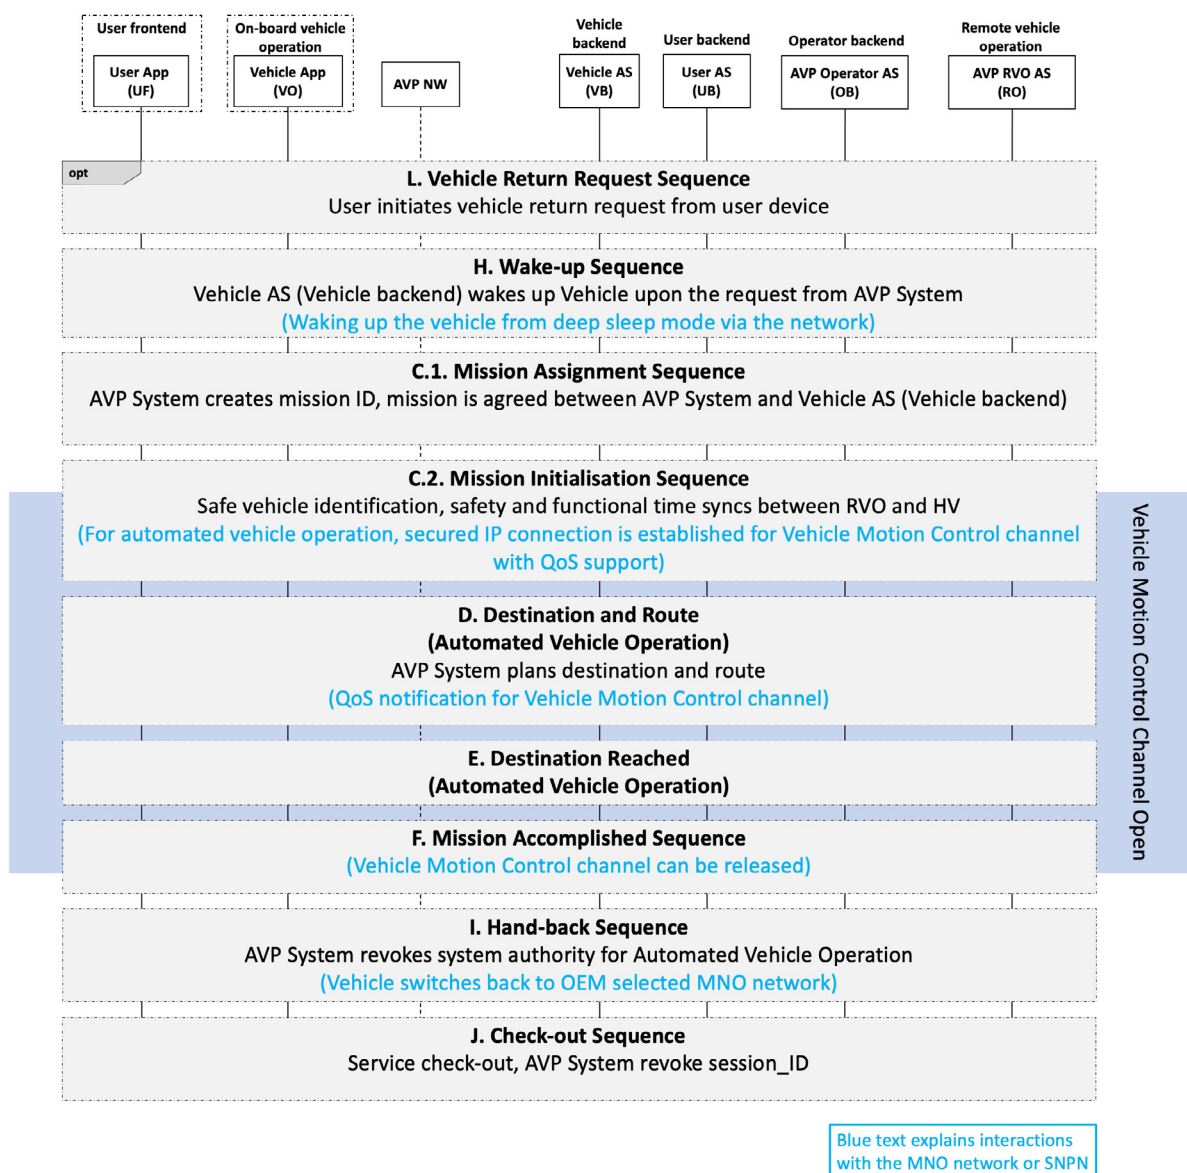 User frontend
On-board vehicle
operation
Vehicle
backend
User backend
Operator backend
Remote vehicle
operation
User App
(UF)
Vehicle App
(VO)
AVP NW
Vehicle AS
(VB)
User AS
(UB)
AVP Operator AS
(OB)
AVP RVO AS
(RO)
opt
L. Vehicle Return Request Sequence
User initiates vehicle return request from user device
H. Wake-up Sequence
Vehicle AS (Vehicle backend) wakes up Vehicle upon the request from AVP System
(Waking up the vehicle from deep sleep mode via the network)
C.1. Mission Assignment Sequence
AVP System creates mission ID, mission is agreed between AVP System and Vehicle AS (Vehicle backend)
C.2. Mission Initialisation Sequence
Safe vehicle identification, safety and functional time syncs between RVO and HV
(For automated vehicle operation, secured IP connection is established for Vehicle Motion Control channel
with QoS support)
D. Destination and Route
(Automated Vehicle Operation)
AVP System plans destination and route
(QoS notification for Vehicle Motion Control channel)
E. Destination Reached
(Automated Vehicle Operation)
F. Mission Accomplished Sequence
(Vehicle Motion Control channel can be released)
Vehicle Motion Control Channel Open
I. Hand-back Sequence
AVP System revokes system authority for Automated Vehicle Operation
(Vehicle switches back to OEM selected MNO network)
J. Check-out Sequence
Service check-out, AVP System revoke session_ID
Blue text explains interactions
with the MNO network or SNPN